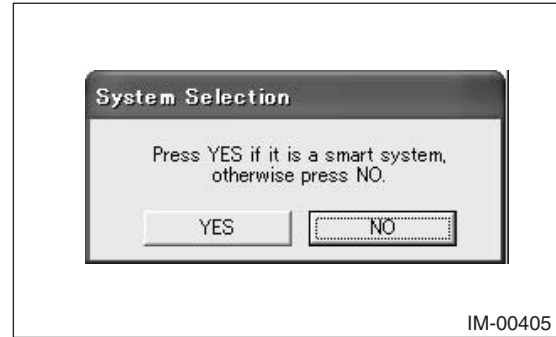 System Selection
Press YES if it is a smart system,
otherwise press NO.
YES NO
IM-00405